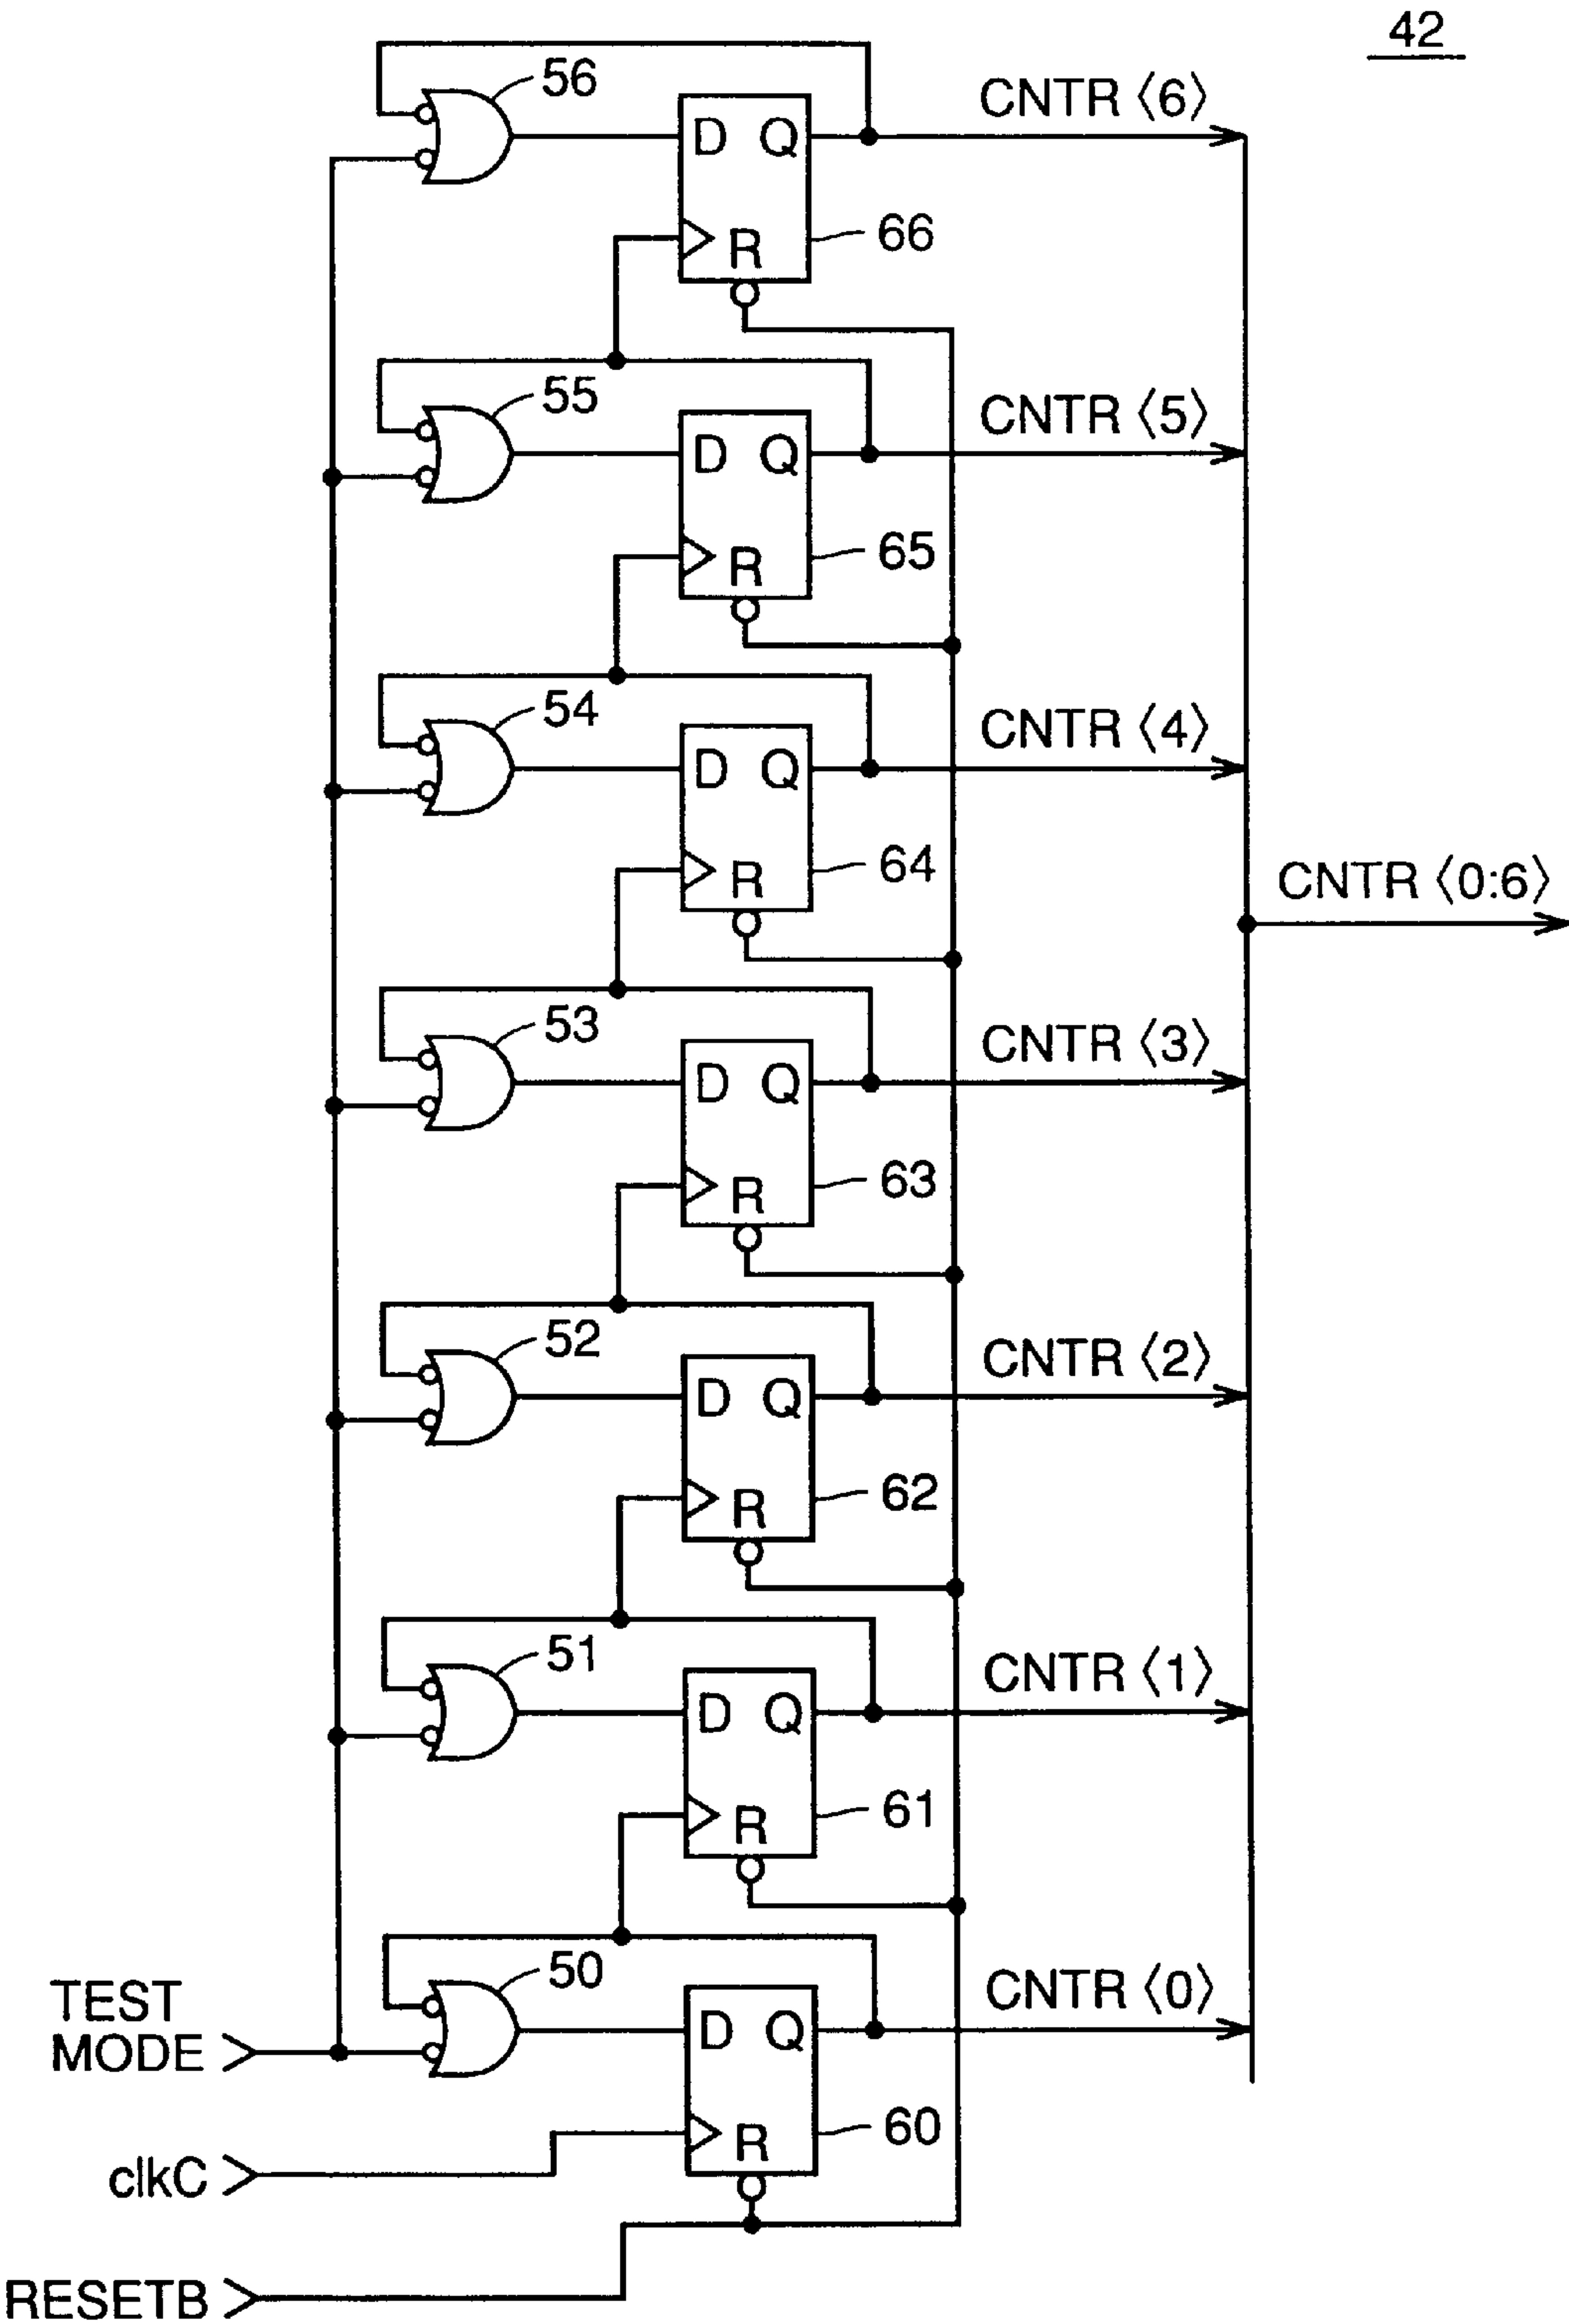 42
56
CNTR ⟨6⟩
D Q
R
66
55
CNTR ⟨5⟩
D Q
R
65
54
CNTR ⟨4⟩
D Q
R
64
CNTR ⟨0:6⟩
53
CNTR ⟨3⟩
D Q
R
63
52
CNTR ⟨2⟩
D Q
R
62
51
CNTR ⟨1⟩
D Q
R
61
50
CNTR ⟨0⟩
TEST
MODE
D Q
R
60
clkC
RESETB